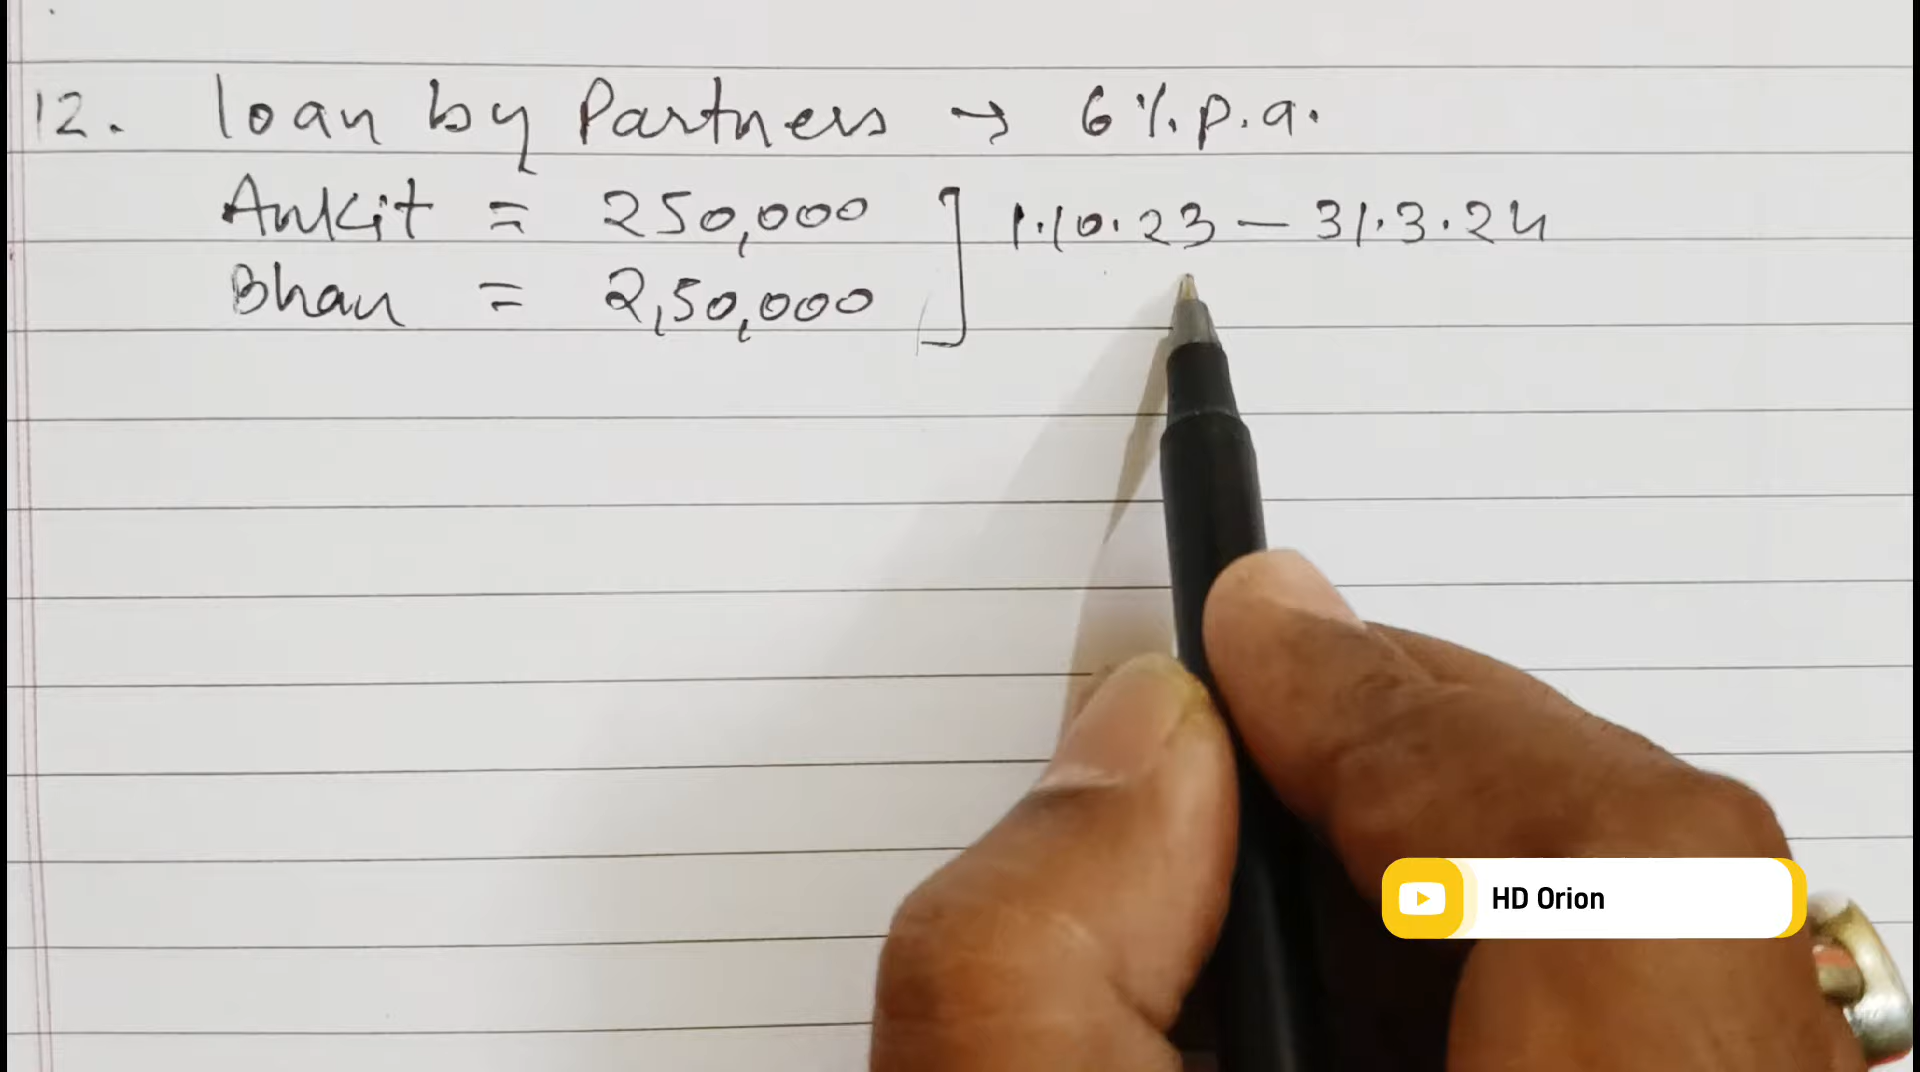 12. loan by Partners → 6%.p.a.
Ankit = 250,000 ] 1.10.23 – 31.3.24
Bhanu = 2,50,000
HD Orion